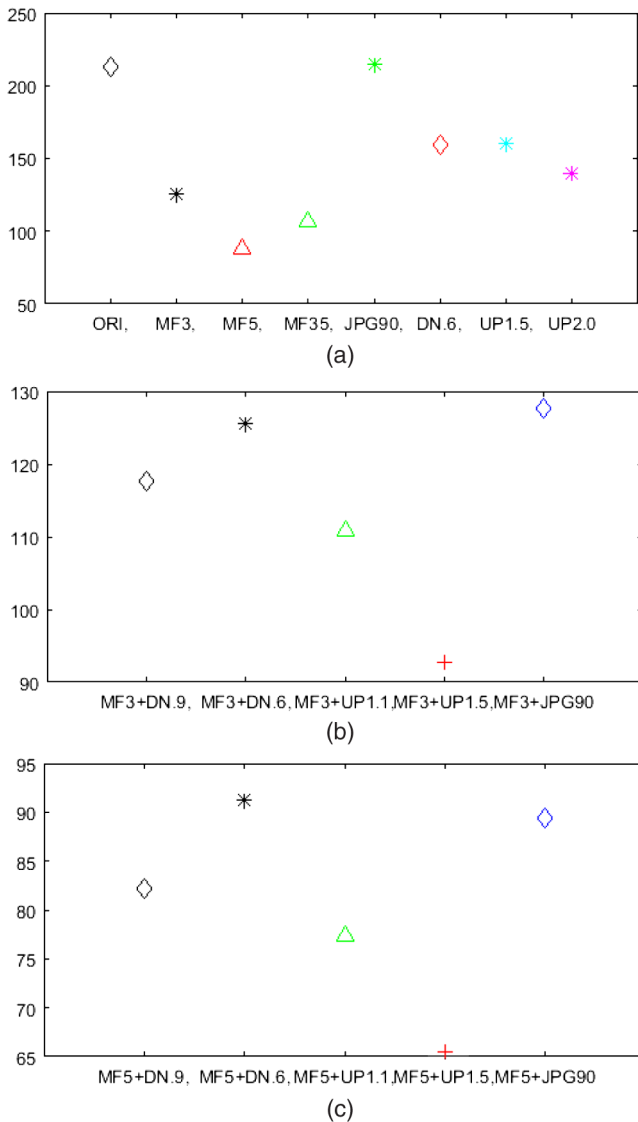 250
200
150
100
50
ORI, MF3, MF5, MF35, JPG90, DN.6, UP1.5, UP2.0
(a)
130
120
110
100
90
MF3+DN.9, MF3+DN.6, MF3+UP1.1, MF3+UP1.5, MF3+JPG90
(b)
95
90
85
80
75
70
65
MF5+DN.9, MF5+DN.6, MF5+UP1.1, MF5+UP1.5, MF5+JPG90
(c)